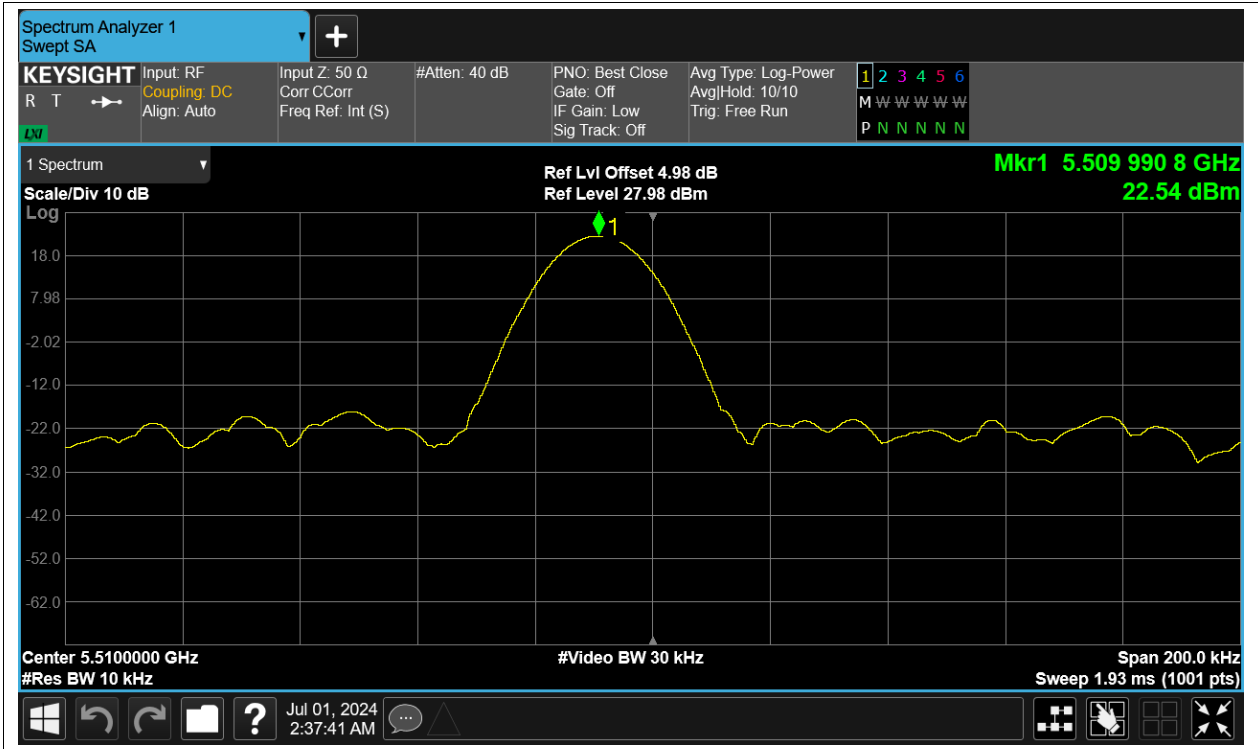 Spectrum Analyzer 1
Swept SA
KEYSIGHT
R T
LXI
Input: RF
Coupling: DC
Align: Auto
Input Z: 50 Ω
Corr CCorr
Freq Ref: Int (S)
#Atten: 40 dB
PNO: Best Close
Gate: Off
IF Gain: Low
Sig Track: Off
Avg Type: Log-Power
Avg|Hold: 10/10
Trig: Free Run
1 2 3 4 5 6
M W W W W W
P N N N N N
1 Spectrum
Scale/Div 10 dB
Log
Ref Lvl Offset 4.98 dB
Ref Level 27.98 dBm
Mkr1 5.509 990 8 GHz
22.54 dBm
1
18.0
7.98
-2.02
-12.0
-22.0
-32.0
-42.0
-52.0
-62.0
Center 5.5100000 GHz
#Res BW 10 kHz
#Video BW 30 kHz
Span 200.0 kHz
Sweep 1.93 ms (1001 pts)
?
Jul 01, 2024
2:37:41 AM